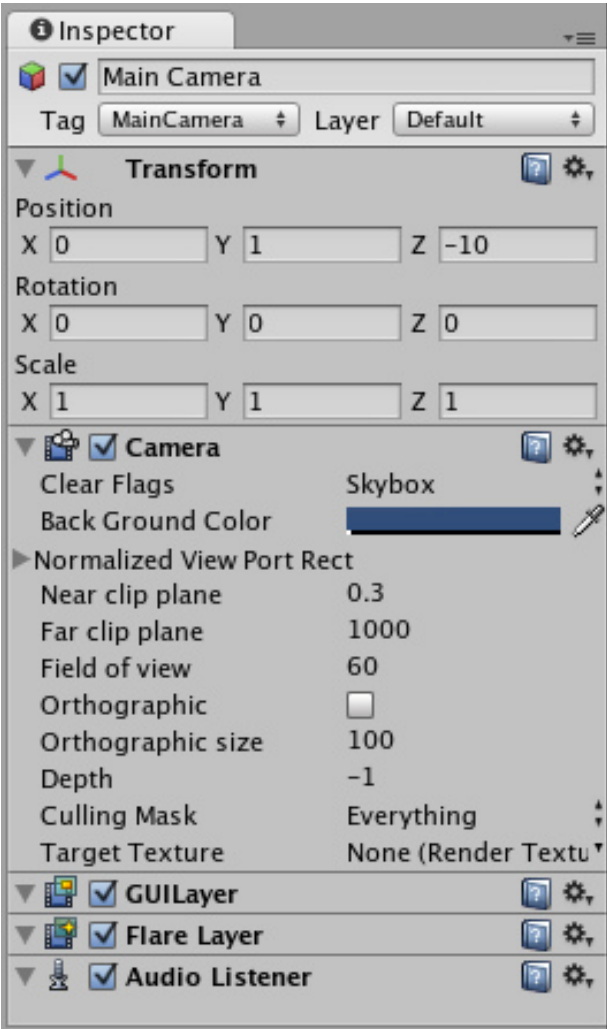 Inspector
Main Camera
Tag MainCamera Layer Default
Transform
Position
X 0 Y 1 Z -10
Rotation
X 0 Y 0 Z 0
Scale
X 1 Y 1 Z 1
Camera
Clear Flags Skybox
Back Ground Color
Normalized View Port Rect
Near clip plane 0.3
Far clip plane 1000
Field of view 60
Orthographic
Orthographic size 100
Depth -1
Culling Mask Everything
Target Texture None (Render Textu
GUILayer
Flare Layer
Audio Listener